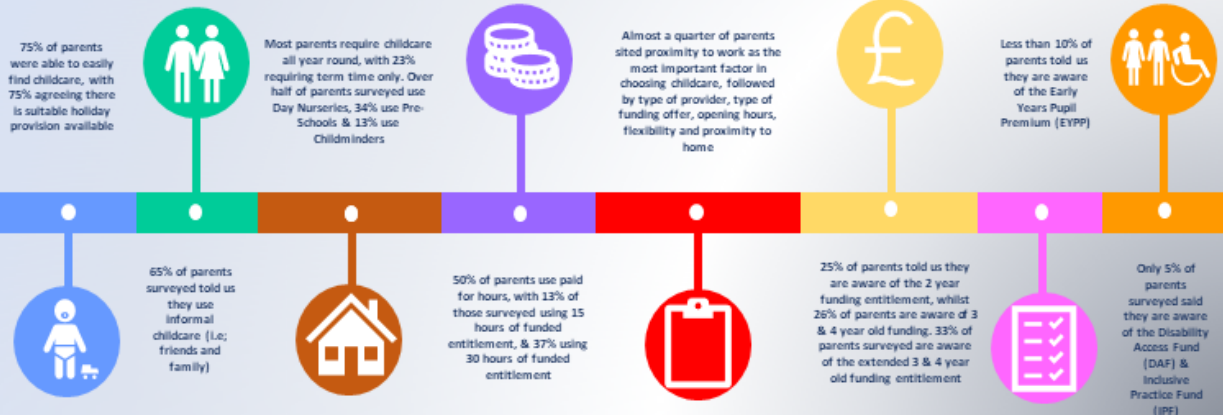 75% of parents
were able to easily
find childcare, with
75% agreeing there
is suitable holiday
provision available
65% of parents
surveyed told us
they use
informal
childcare (i.e;
friends and
family)
Most parents require childcare
all year round, with 23%
requiring term time only. Over
half of parents surveyed use
Day Nurseries, 34% use Pre-
Schools & 13% use
Childminders
50% of parents use paid
for hours, with 13% of
those surveyed using 15
hours of funded
entitlement, & 37% using
30 hours of funded
entitlement
Almost a quarter of parents
sited proximity to work as the
most important factor in
choosing childcare, followed
by type of provider, type of
funding offer, opening hours,
flexibility and proximity to
home
£
25% of parents told us they
are aware of the 2 year
funding entitlement, whilst
26% of parents are aware of 3
& 4 year old funding. 33% of
parents surveyed are aware
of the extended 3 & 4 year
old funding entitlement
Less than 10% of
parents told us
they are aware
of the Early
Years Pupil
Premium (EYPP)
Only 5% of
parents
surveyed said
they are aware
of the Disability
Access Fund
(DAF) &
Inclusive
Practice Fund
(IPF)